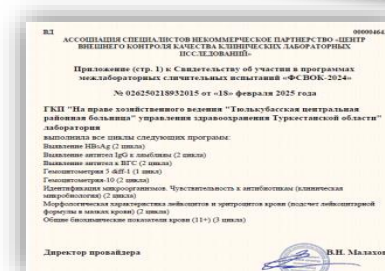 ВД 00000464
АССОЦИАЦИЯ СПЕЦИАЛИСТОВ НЕКОММЕРЧЕСКОЕ ПАРТНЕРСТВО «ЦЕНТР
ВНЕШНЕГО КОНТРОЛЯ КАЧЕСТВА КЛИНИЧЕСКИХ ЛАБОРАТОРНЫХ
ИССЛЕДОВАНИЙ»
Приложение (стр. 1) к Свидетельству об участии в программах
межлабораторных сличительных испытаний «ФСВОК-2024»
№ 026250218932015 от «18» февраля 2025 года
ГКП "На праве хозяйственного ведения "Тюлькубасская центральная
районная больница" управления здравоохранения Туркестанской области"
лаборатория
выполнила все циклы следующих программ:
Выявление HBsAg (2 цикла)
Выявление антител IgG к лямблиям (2 цикла)
Выявление антител к ВГС (2 цикла)
Гемоцитометрия 5 diff-1 (1 цикл)
Гемоцитометрия-10 (2 цикла)
Идентификация микроорганизмов. Чувствительность к антибиотикам (клиническая
микробиология) (2 цикла)
Морфологическая характеристика лейкоцитов и эритроцитов крови (подсчет лейкоцитарной
формулы в мазках крови) (2 цикла)
Общие биохимические показатели крови (11+) (3 цикла)
Директор провайдера В.Н. Малахов